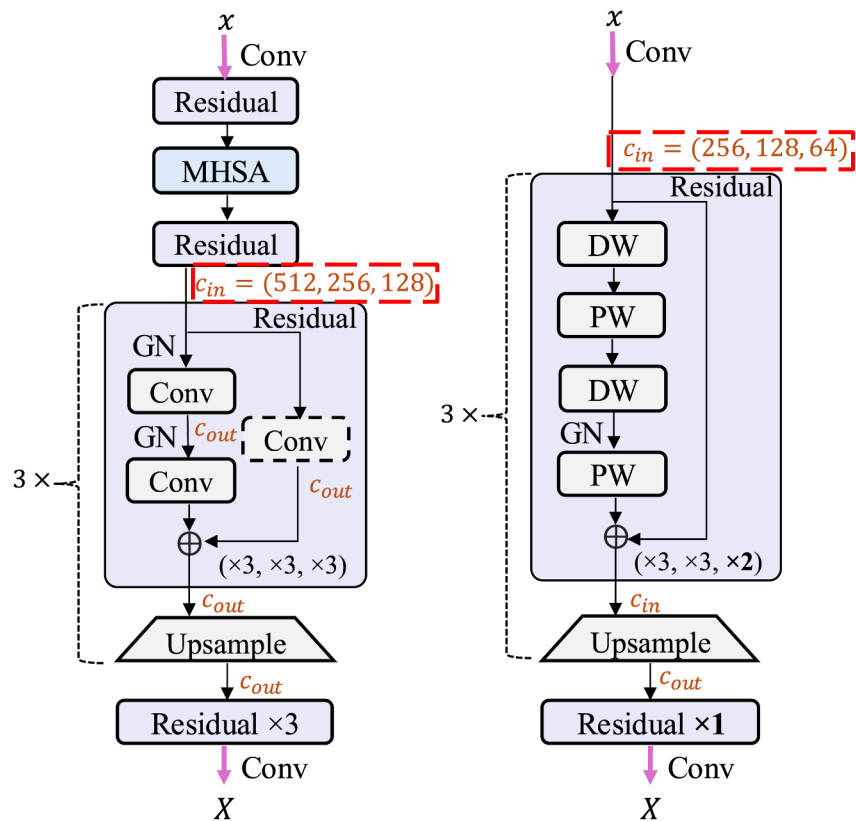 x
Conv
Residual
MHSA
Residual
c_in = (512, 256, 128)
Residual
GN
Conv
GN
c_out
Conv
Conv
c_out
3 ×
(×3, ×3, ×3)
c_out
Upsample
c_out
Residual ×3
Conv
X
x
Conv
c_in = (256, 128, 64)
Residual
DW
PW
DW
3 ×
GN
PW
(×3, ×3, ×2)
c_in
Upsample
c_out
Residual ×1
Conv
X